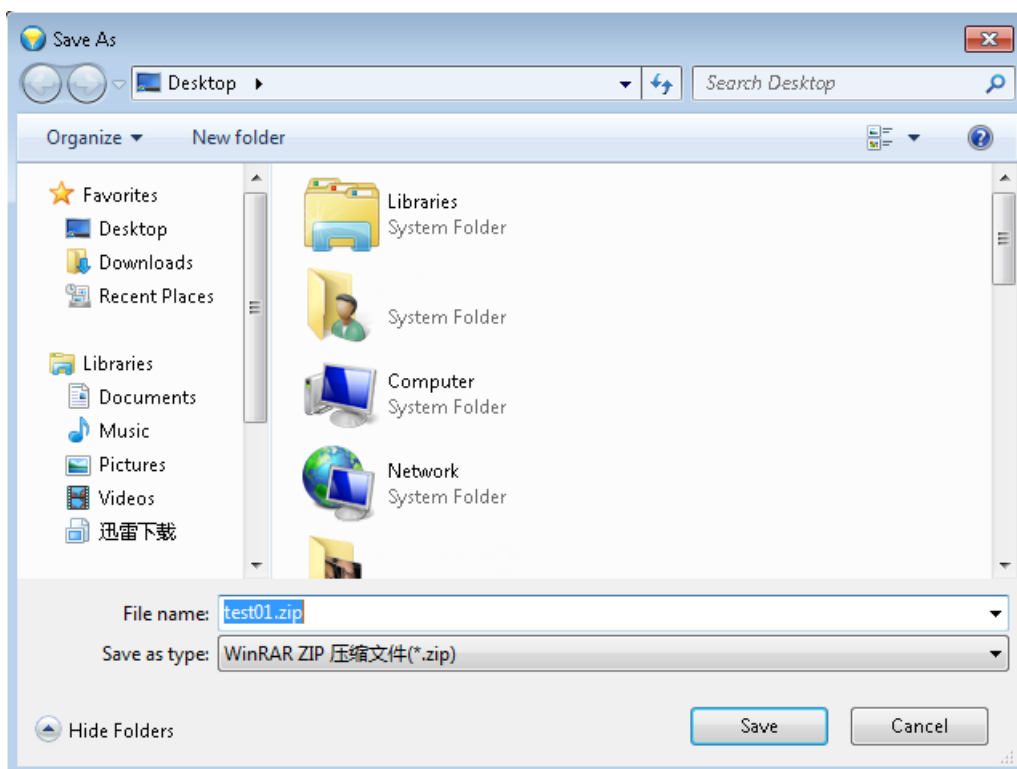 Save As
Desktop
Search Desktop
Organize
New folder
Favorites
Desktop
Downloads
Recent Places
Libraries
Documents
Music
Pictures
Videos
迅雷下载
Libraries
System Folder
System Folder
Computer
System Folder
Network
System Folder
File name: test01.zip
Save as type: WinRAR ZIP 压缩文件(*.zip)
Hide Folders
Save
Cancel